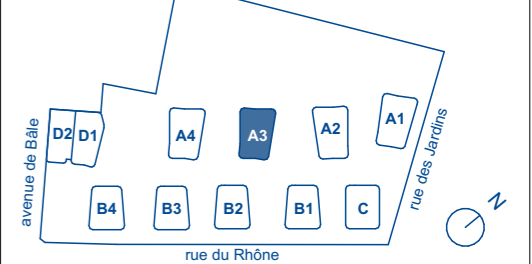 A1
A2
A3
A4
D2 D1
avenue de Bâle
rue des Jardins
B4
B3
B2
B1
C
N
rue du Rhône